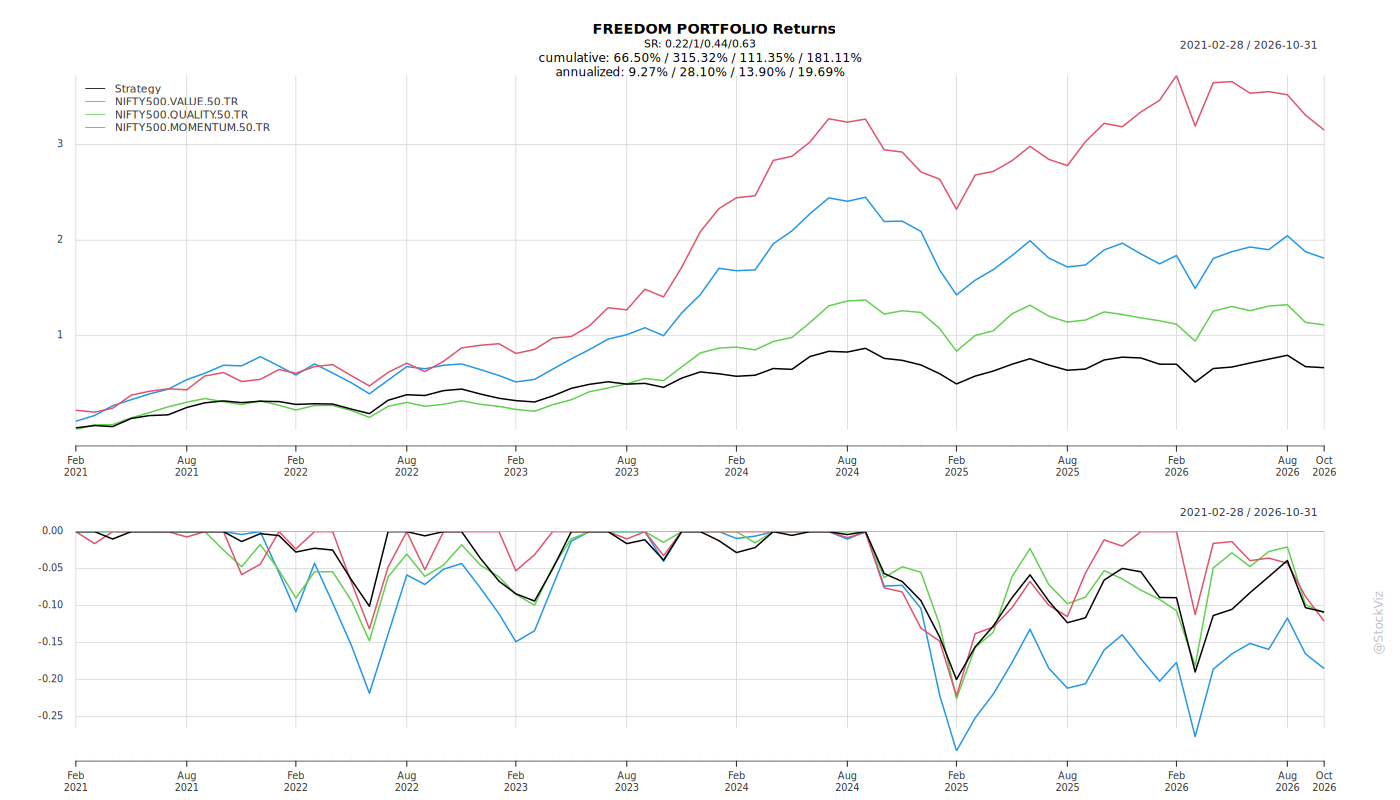 FREEDOM PORTFOLIO Returns
SR: 0.22/1/0.44/0.63
cumulative: 66.50% / 315.32% / 111.35% / 181.11%
annualized: 9.27% / 28.10% / 13.90% / 19.69%
2021-02-28 / 2026-10-31
Strategy
NIFTY500.VALUE.50.TR
NIFTY500.QUALITY.50.TR
NIFTY500.MOMENTUM.50.TR
3
2
1
Feb Aug Feb Aug Feb Aug Feb Aug Feb Aug Feb Aug Oct
2021 2021 2022 2022 2023 2023 2024 2024 2025 2025 2026 2026 2026
2021-02-28 / 2026-10-31
0.00
-0.05
-0.10
-0.15
-0.20
-0.25
Feb Aug Feb Aug Feb Aug Feb Aug Feb Aug Feb Aug Oct
2021 2021 2022 2022 2023 2023 2024 2024 2025 2025 2026 2026 2026
@StockViz